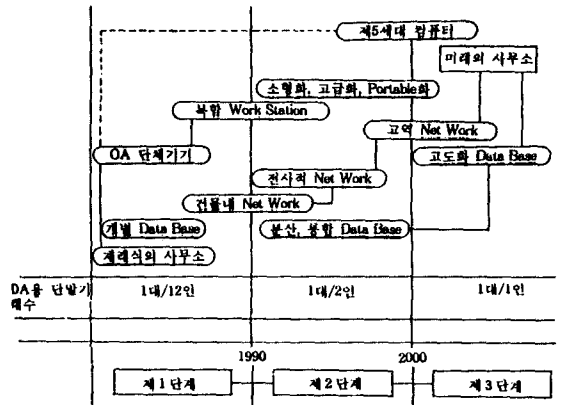 제5세대 컴퓨터
미래의 사무소
소형화, 고급화, Portable화
복합 Work Station
고역 Net Work
OA 단체기기
고도화 Data Base
전사적 Net Work
건물내 Net Work
개별 Data Base
분산, 통합 Data Base
재래식의 사무소
OA용 단말기 1대/12인 1대/2인 1대/1인
대수
1990 2000
제1단계 제2단계 제3단계